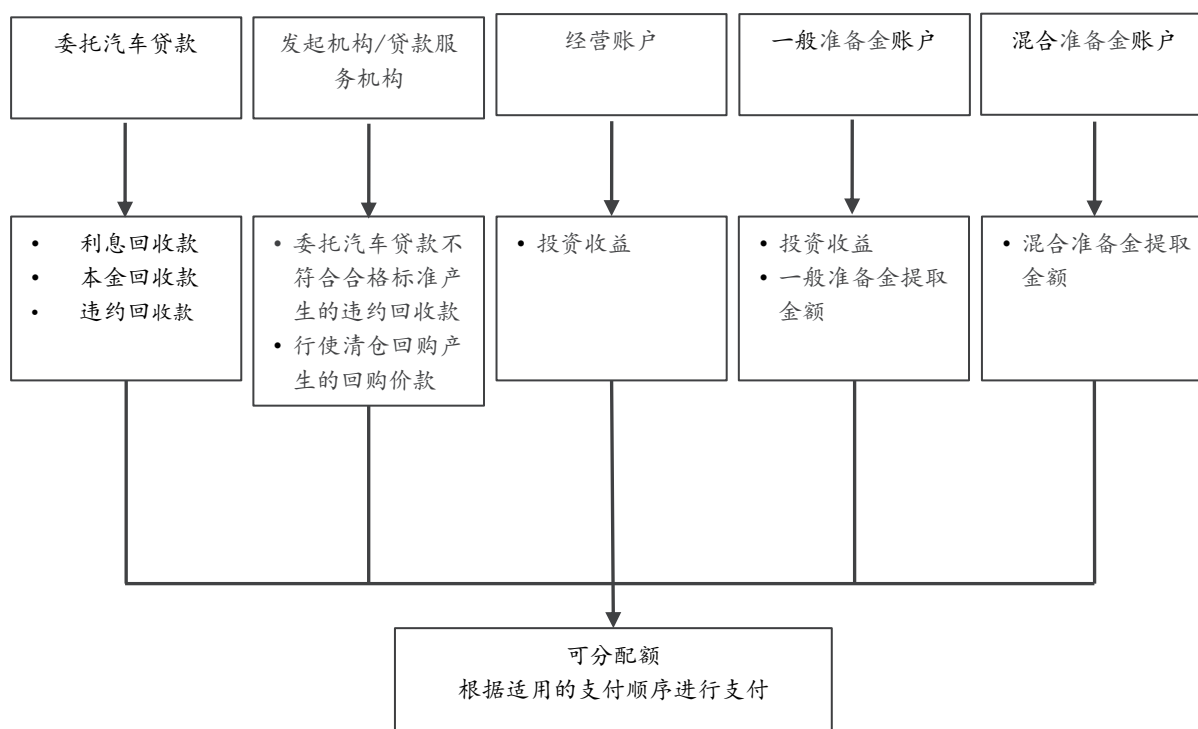 委托汽车贷款
发起机构/贷款服
务机构
经营账户
一般准备金账户
混合准备金账户
• 利息回收款
• 本金回收款
• 违约回收款
• 委托汽车贷款不
符合合格标准产
生的违约回收款
• 行使清仓回购产
生的回购价款
• 投资收益
• 投资收益
• 一般准备金提取
金额
• 混合准备金提取
金额
可分配额
根据适用的支付顺序进行支付